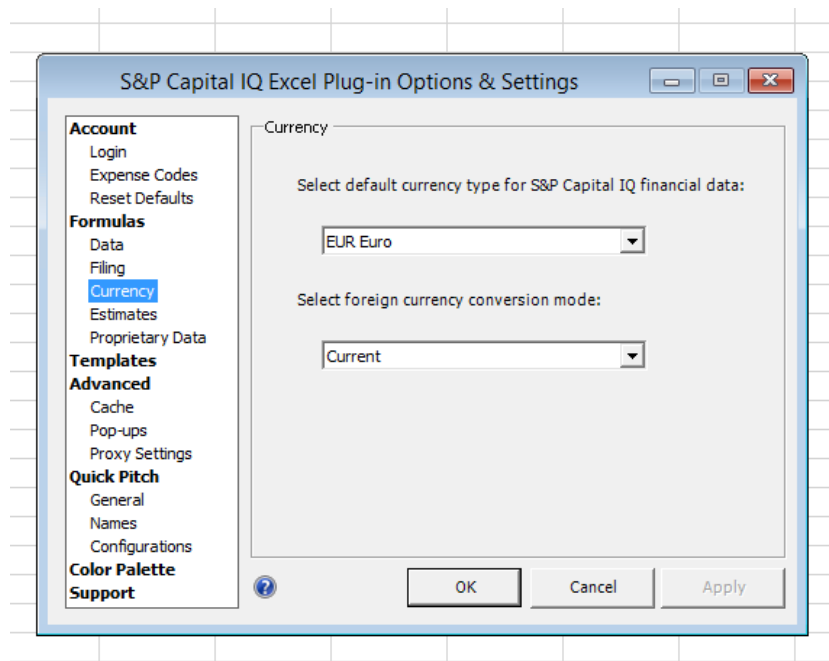 S&P Capital IQ Excel Plug-in Options & Settings
Account
Login
Expense Codes
Reset Defaults
Formulas
Data
Filing
Currency
Estimates
Proprietary Data
Templates
Advanced
Cache
Pop-ups
Proxy Settings
Quick Pitch
General
Names
Configurations
Color Palette
Support
Currency
Select default currency type for S&P Capital IQ financial data:
EUR Euro
Select foreign currency conversion mode:
Current
?
OK
Cancel
Apply